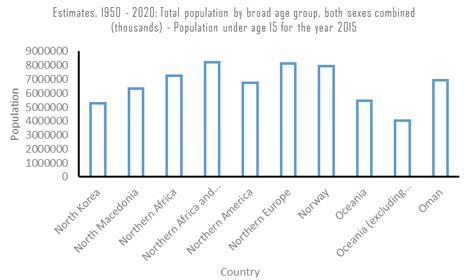 Estimates, 1950 - 2020: Total population by broad age group, both sexes combined
(thousands) - Population under age 15 for the year 2015
9000000
8000000
7000000
6000000
5000000
4000000
3000000
2000000
1000000
0
Population
North Korea
North Macedonia
Northern Africa
Northern Africa and...
Northern America
Northern Europe
Norway
Oceania
Oceania (excluding...
Oman
Country